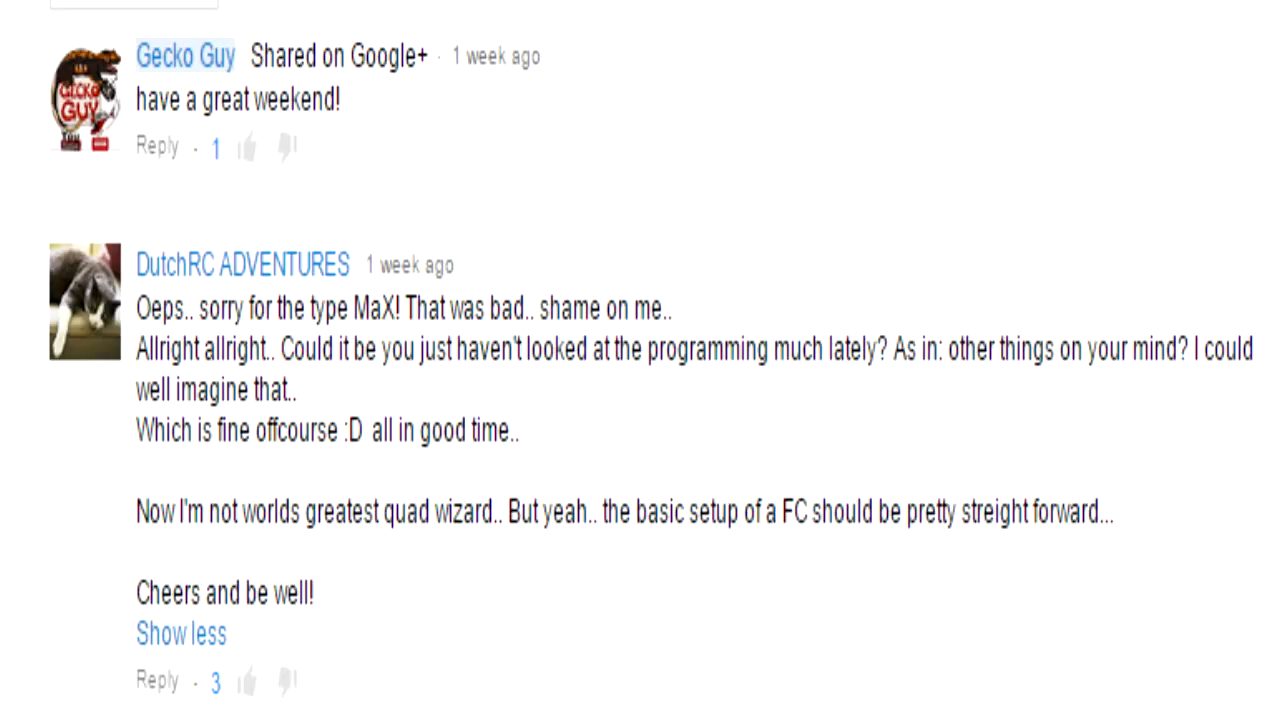 Gecko Guy Shared on Google+ · 1 week ago
have a great weekend!
Reply · 1
DutchRC ADVENTURES 1 week ago
Oeps.. sorry for the type MaX! That was bad.. shame on me..
Allright allright.. Could it be you just haven't looked at the programming much lately? As in: other things on your mind? I could
well imagine that..
Which is fine offcourse :D all in good time..
Now I'm not worlds greatest quad wizard.. But yeah.. the basic setup of a FC should be pretty streight forward...
Cheers and be well!
Show less
Reply · 3
GECKO
GUY